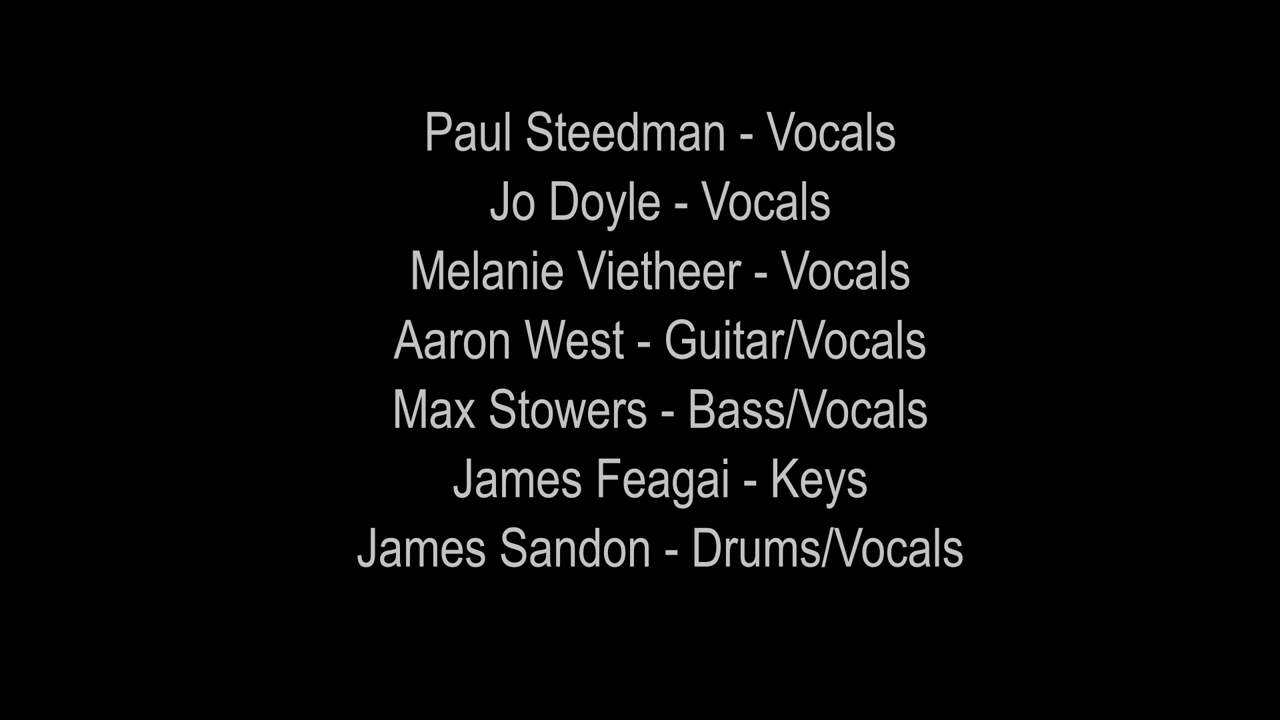 Paul Steedman - Vocals
Jo Doyle - Vocals
Melanie Vietheer - Vocals
Aaron West - Guitar/Vocals
Max Stowers - Bass/Vocals
James Feagai - Keys
James Sandon - Drums/Vocals